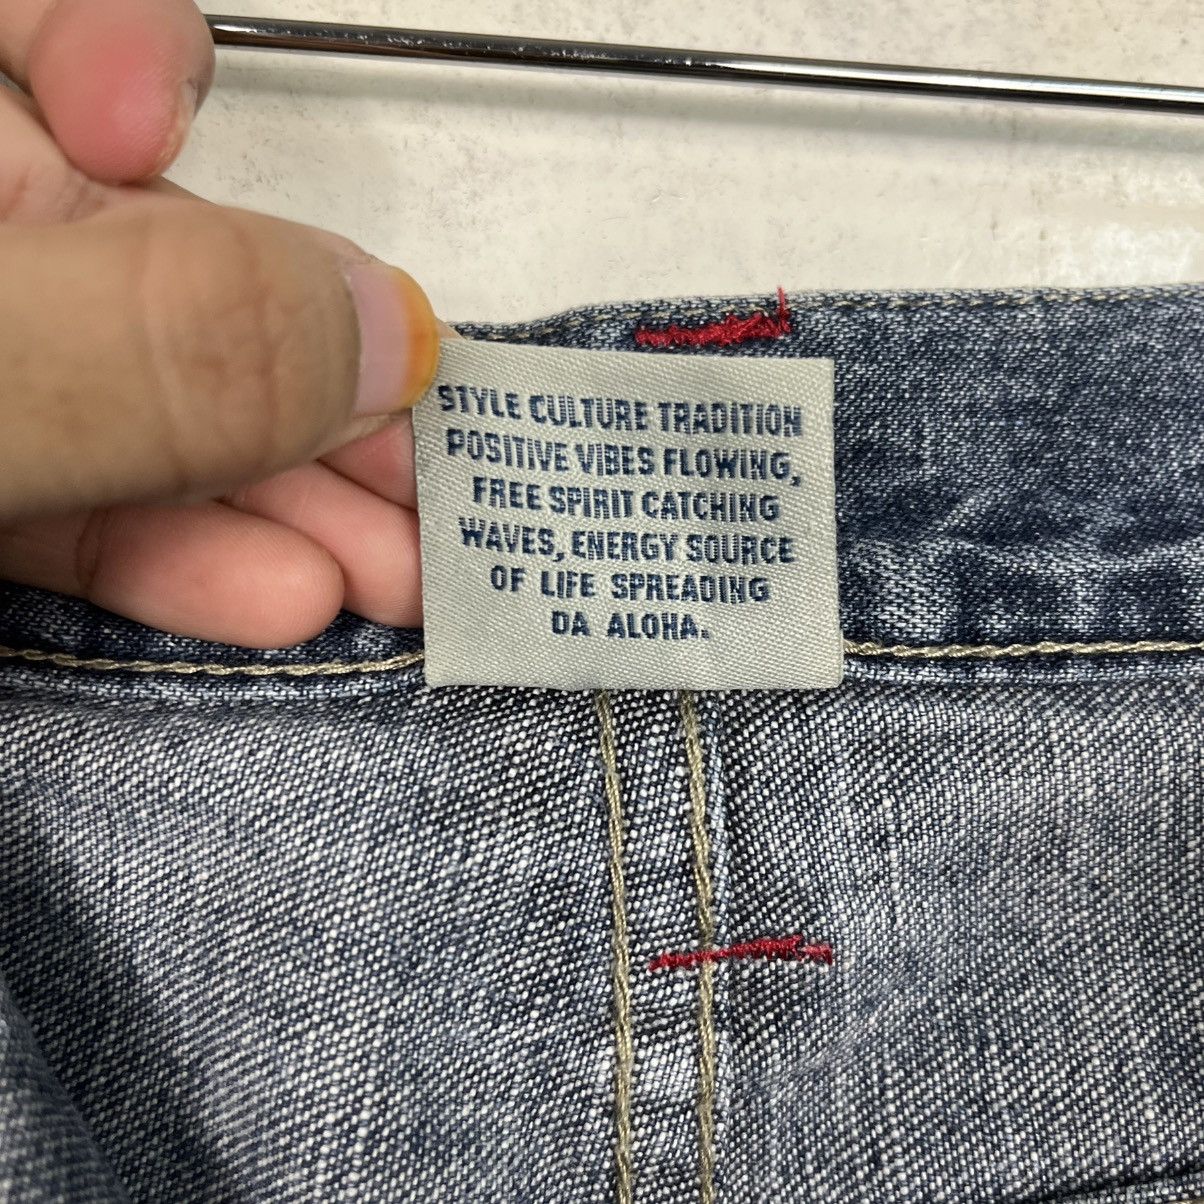 STYLE CULTURE TRADITION
POSITIVE VIBES FLOWING,
FREE SPIRIT CATCHING
WAVES, ENERGY SOURCE
OF LIFE SPREADING
DA ALOHA.